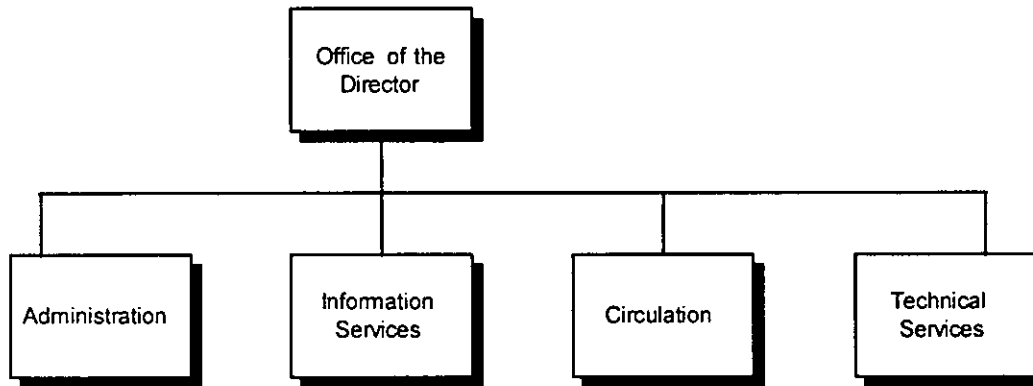 Office of the
Director
Administration
Information
Services
Circulation
Technical
Services